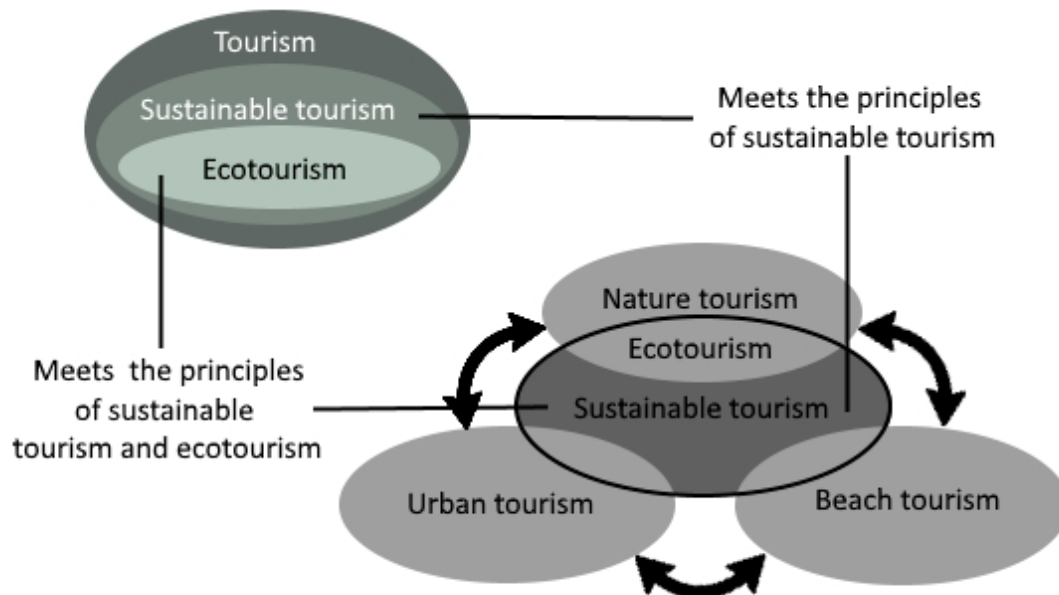 Tourism
Sustainable tourism
Ecotourism
Meets the principles
of sustainable tourism
Nature tourism
Ecotourism
Sustainable tourism
Meets the principles
of sustainable
tourism and ecotourism
Urban tourism
Beach tourism